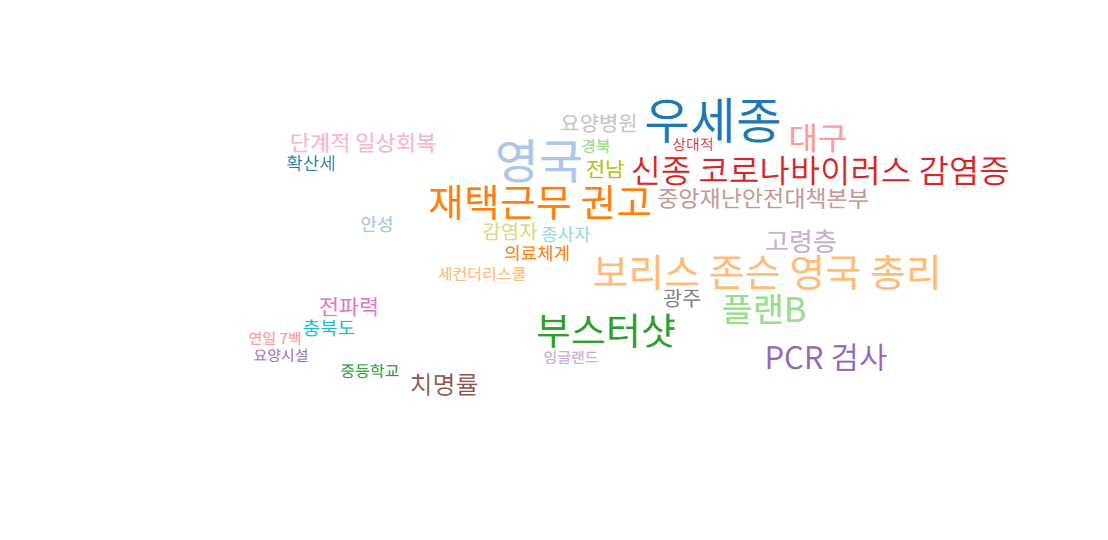 우세종
요양병원
대구
단계적 일상회복
상대적
경북
영국
확산세
전남
신종 코로나바이러스 감염증
재택근무 권고
중앙재난안전대책본부
안성
감염자
종사자
고령층
의료체계
세컨더리스쿨
보리스 존슨 영국 총리
광주
전파력
플랜B
충북도
부스터샷
연일 7백
요양시설
잉글랜드
PCR 검사
중등학교
치명률